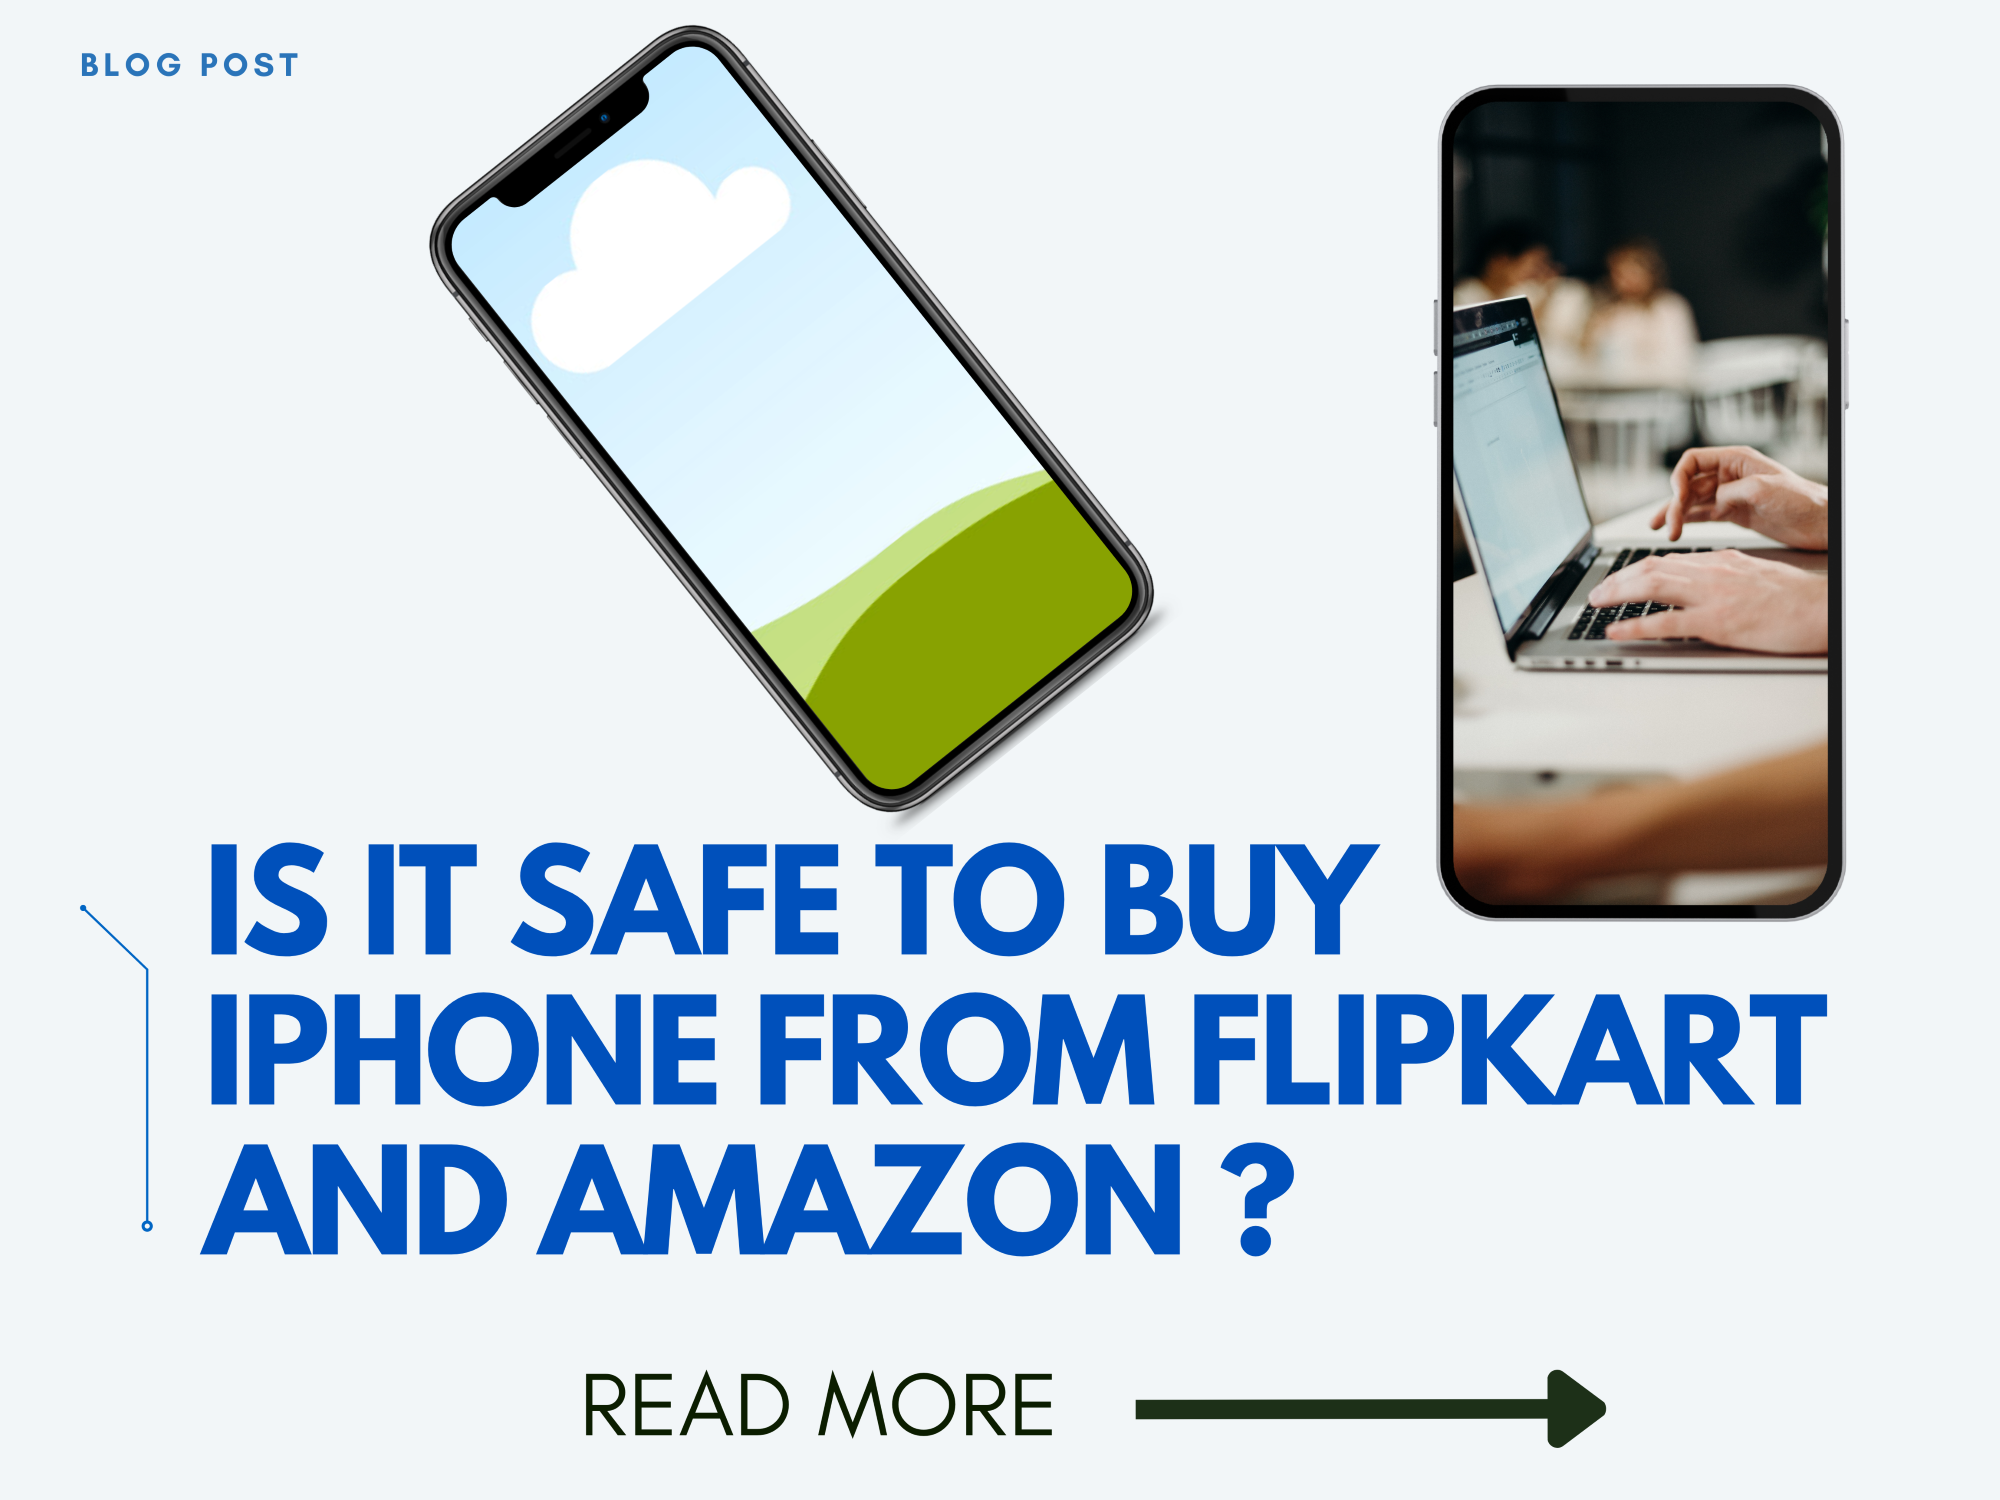 BLOG POST
IS IT SAFE TO BUY
IPHONE FROM FLIPKART
AND AMAZON ?
READ MORE